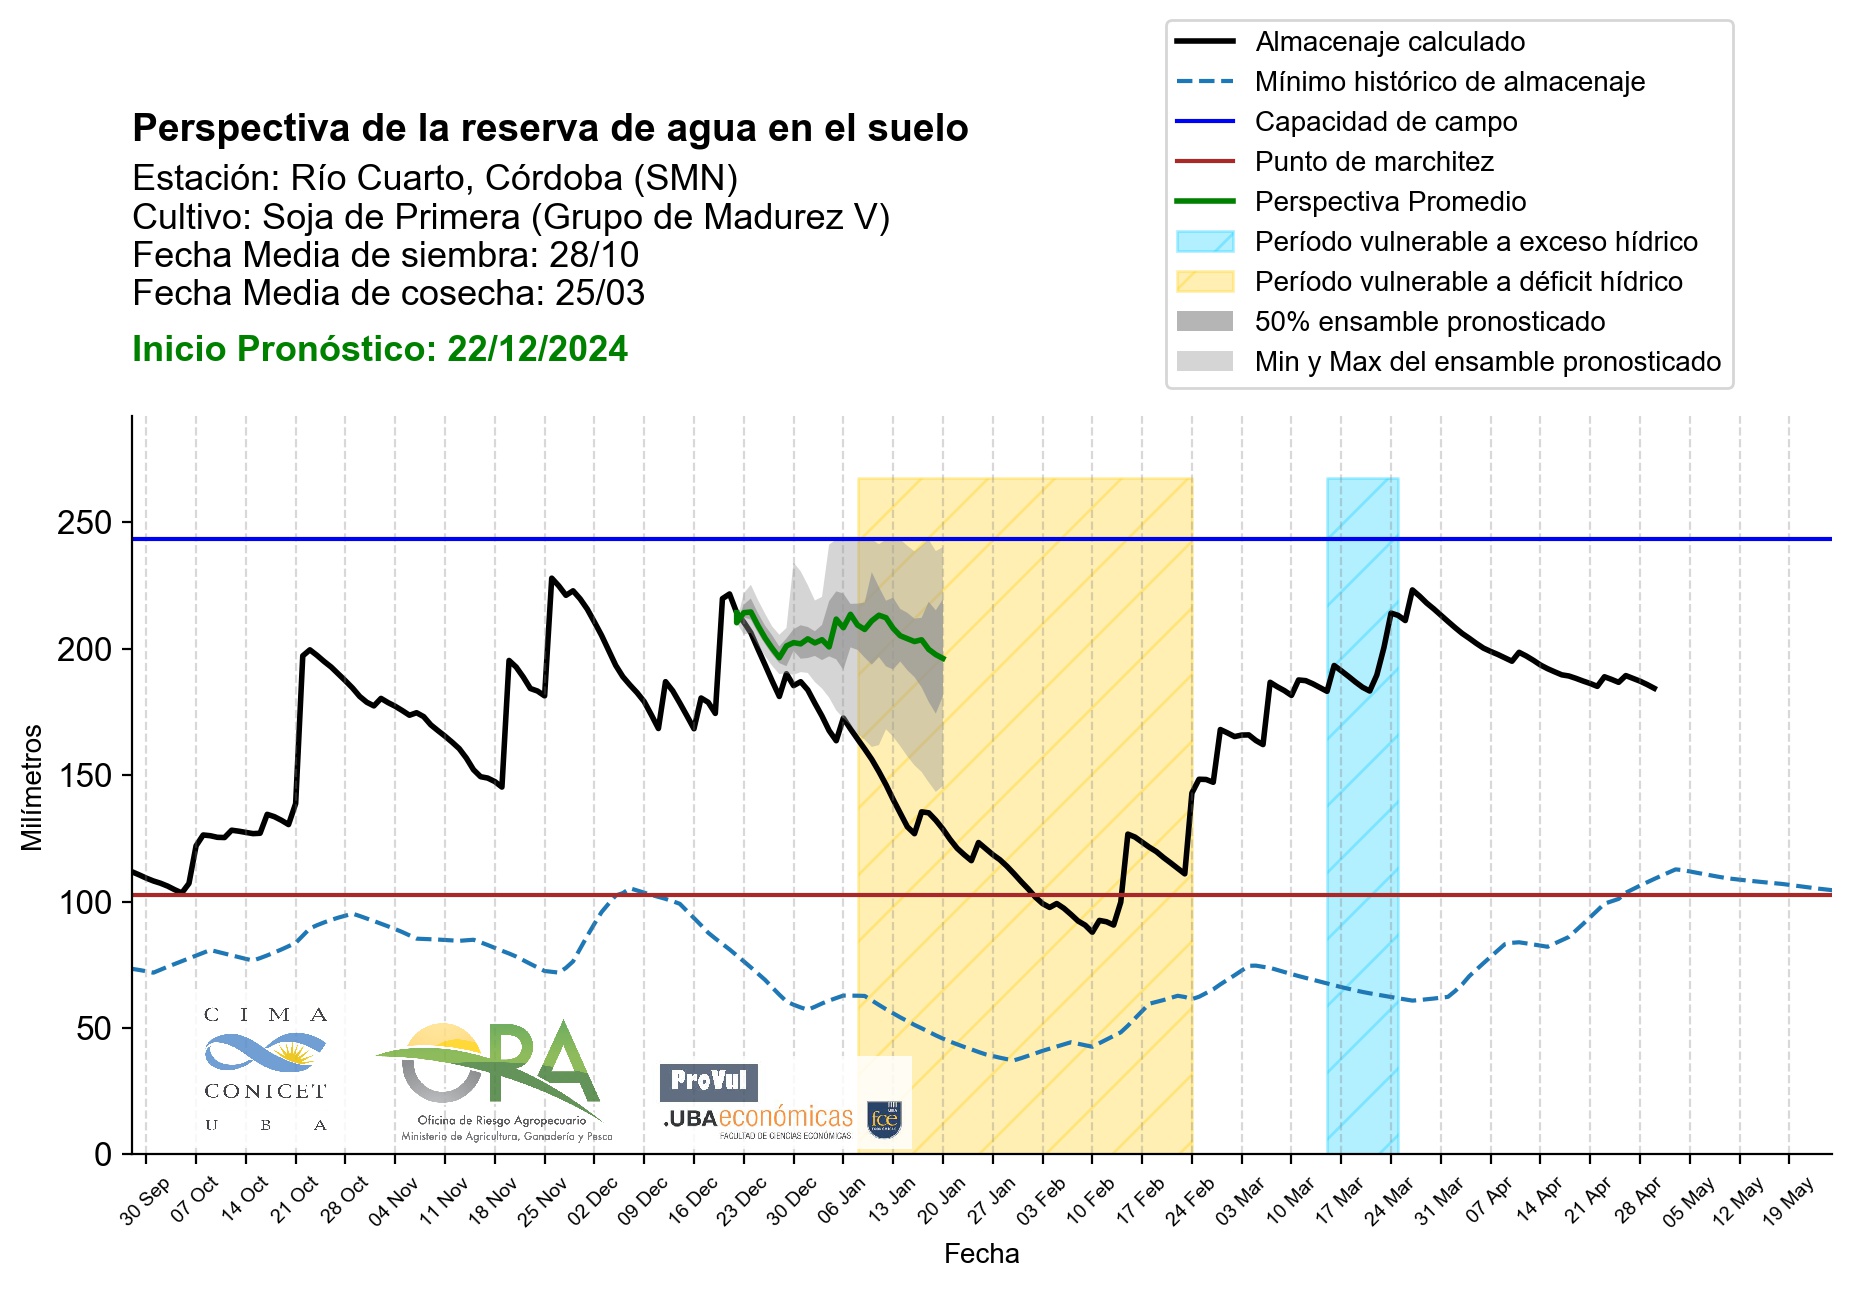 Almacenaje calculado
Mínimo histórico de almacenaje
Capacidad de campo
Punto de marchitez
Perspectiva Promedio
Período vulnerable a exceso hídrico
Período vulnerable a déficit hídrico
50% ensamble pronosticado
Min y Max del ensamble pronosticado
Perspectiva de la reserva de agua en el suelo
Estación: Río Cuarto, Córdoba (SMN)
Cultivo: Soja de Primera (Grupo de Madurez V)
Fecha Media de siembra: 28/10
Fecha Media de cosecha: 25/03
Inicio Pronóstico: 22/12/2024
250
200
150
100
50
0
Milímetros
CIMA
CONICET
UBA
ORA
Oficina de Riesgo Agropecuario
Ministerio de Agricultura, Ganadería y Pesca
ProVul
.UBAeconómicas
FACULTAD DE CIENCIAS ECONÓMICAS
fce
30 Sep
07 Oct
14 Oct
21 Oct
28 Oct
04 Nov
11 Nov
18 Nov
25 Nov
02 Dec
09 Dec
16 Dec
23 Dec
30 Dec
06 Jan
13 Jan
20 Jan
27 Jan
03 Feb
10 Feb
17 Feb
24 Feb
03 Mar
10 Mar
17 Mar
24 Mar
31 Mar
07 Apr
14 Apr
21 Apr
28 Apr
05 May
12 May
19 May
Fecha